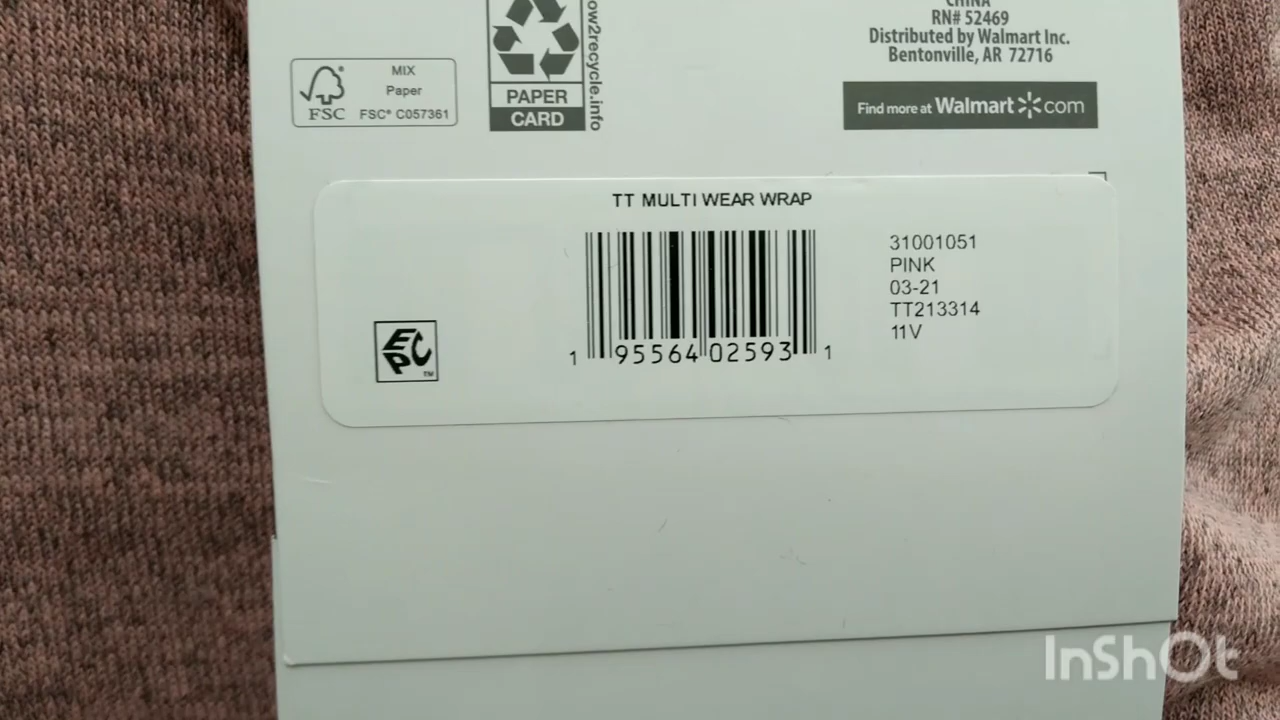 CHINA
RN# 52469
Distributed by Walmart Inc.
Bentonville, AR 72716
Find more at Walmart com
MIX
Paper
FSC® C057361
FSC
PAPER
CARD
ow2recycle.info
TT MULTI WEAR WRAP
31001051
PINK
03-21
TT213314
11V
EPC™
1 95564 02593 1
InShOt